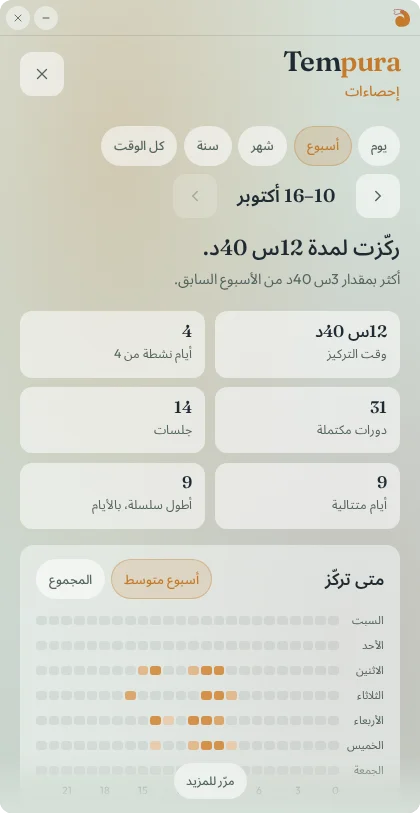 Tempura
إحصاءات
يوم
أسبوع
شهر
سنة
كل الوقت
10–16 أكتوبر
ركّزت لمدة 12س 40د.
أكثر بمقدار 3س 40د من الأسبوع السابق.
12س 40د
وقت التركيز
4
أيام نشطة من 4
31
دورات مكتملة
14
جلسات
9
أيام متتالية
9
أطول سلسلة، بالأيام
متى تركّز
أسبوع متوسط
المجموع
السبت
الأحد
الاثنين
الثلاثاء
الأربعاء
الخميس
الجمعة
0 3 6 15 18 21
مرّر للمزيد